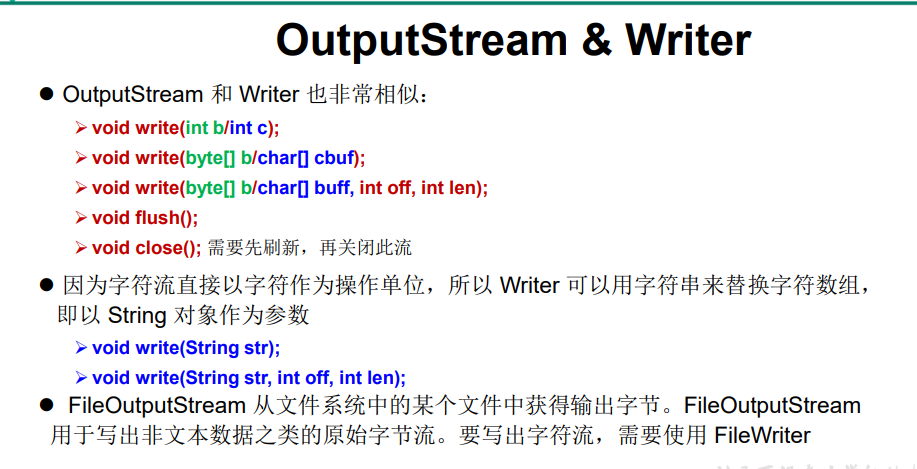 OutputStream & Writer
● OutputStream 和 Writer 也非常相似：
➢ void write(int b/int c);
➢ void write(byte[] b/char[] cbuf);
➢ void write(byte[] b/char[] buff, int off, int len);
➢ void flush();
➢ void close(); 需要先刷新，再关闭此流
● 因为字符流直接以字符作为操作单位，所以 Writer 可以用字符串来替换字符数组，
即以 String 对象作为参数
➢ void write(String str);
➢ void write(String str, int off, int len);
● FileOutputStream 从文件系统中的某个文件中获得输出字节。FileOutputStream
用于写出非文本数据之类的原始字节流。要写出字符流，需要使用 FileWriter